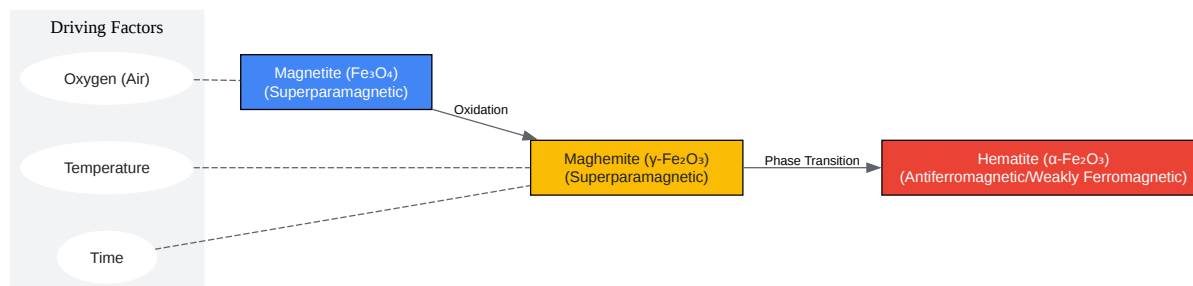 Driving Factors
Oxygen (Air)
Temperature
Time
Magnetite (Fe₃O₄)
(Superparamagnetic)
Oxidation
Maghemite (γ-Fe₂O₃)
(Superparamagnetic)
Phase Transition
Hematite (α-Fe₂O₃)
(Antiferromagnetic/Weakly Ferromagnetic)